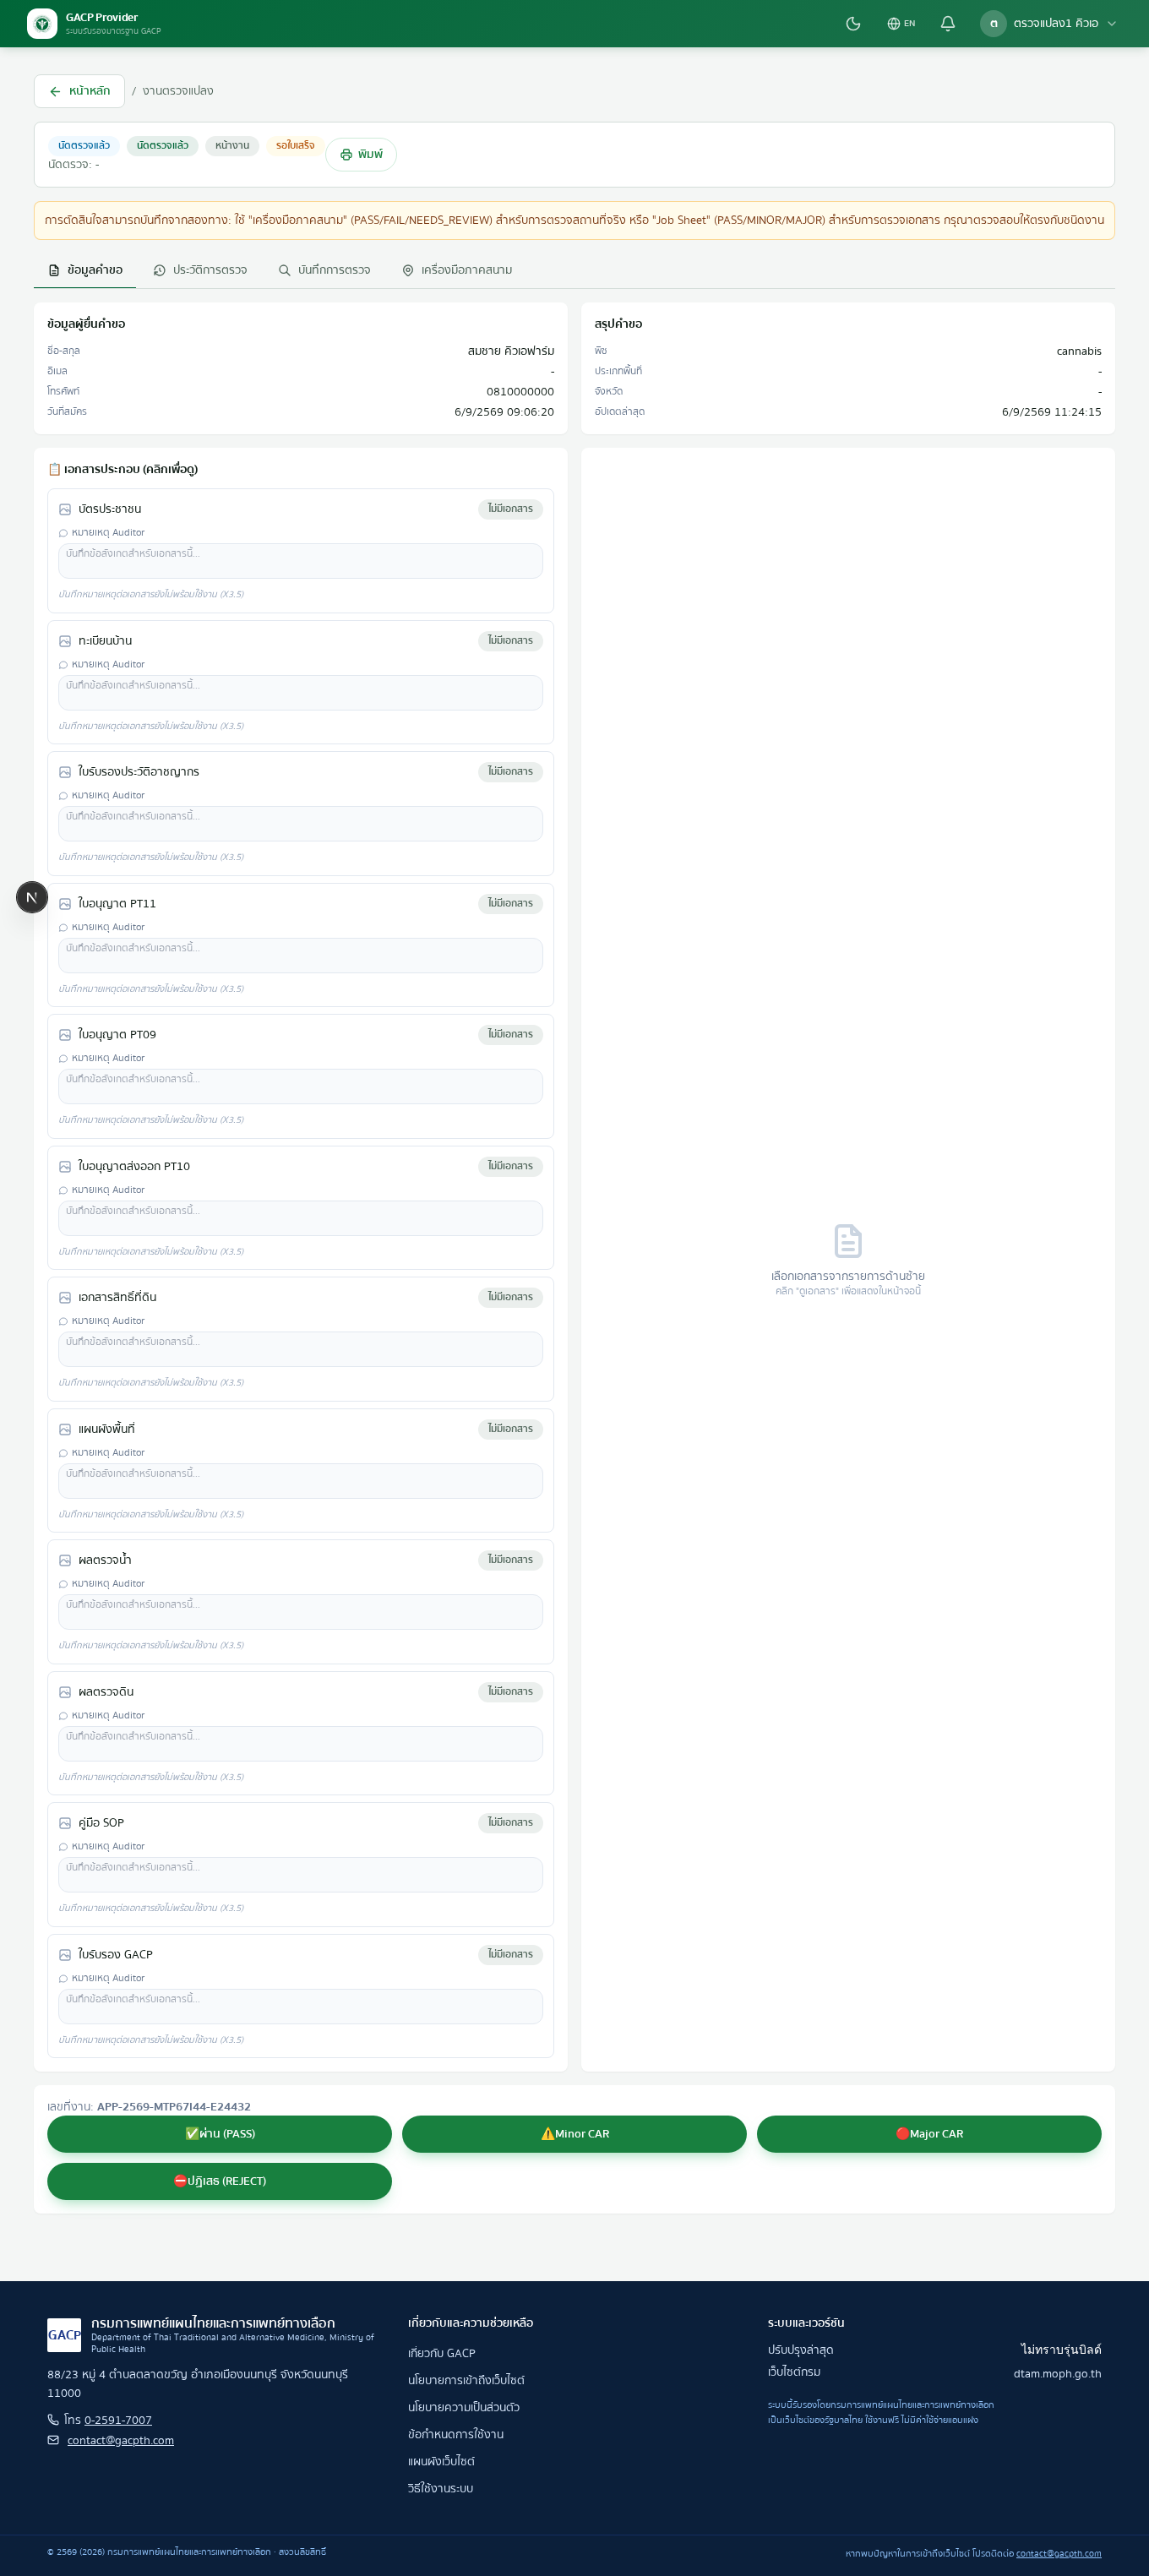 GACP Provider
ระบบรับรองมาตรฐาน GACP
EN
ต
ตรวจแปลง1 คิวเอ
หน้าหลัก
/ งานตรวจแปลง
นัดตรวจแล้ว นัดตรวจแล้ว หน้างาน รอใบเสร็จ
พิมพ์
นัดตรวจ: -
การตัดสินใจสามารถบันทึกจากสองทาง: ใช้ "เครื่องมือภาคสนาม" (PASS/FAIL/NEEDS_REVIEW) สำหรับการตรวจสถานที่จริง หรือ "Job Sheet" (PASS/MINOR/MAJOR) สำหรับการตรวจเอกสาร กรุณาตรวจสอบให้ตรงกับชนิดงาน
ข้อมูลคำขอ ประวัติการตรวจ บันทึกการตรวจ เครื่องมือภาคสนาม
ข้อมูลผู้ยื่นคำขอ
ชื่อ-สกุล สมชาย คิวเอฟาร์ม
อีเมล -
โทรศัพท์ 0810000000
วันที่สมัคร 6/9/2569 09:06:20
สรุปคำขอ
พืช cannabis
ประเภทพื้นที่ -
จังหวัด -
อัปเดตล่าสุด 6/9/2569 11:24:15
📋 เอกสารประกอบ (คลิกเพื่อดู)
บัตรประชาชน ไม่มีเอกสาร
หมายเหตุ Auditor
บันทึกข้อสังเกตสำหรับเอกสารนี้...
บันทึกหมายเหตุต่อเอกสารยังไม่พร้อมใช้งาน (X3.5)
ทะเบียนบ้าน ไม่มีเอกสาร
หมายเหตุ Auditor
บันทึกข้อสังเกตสำหรับเอกสารนี้...
บันทึกหมายเหตุต่อเอกสารยังไม่พร้อมใช้งาน (X3.5)
ใบรับรองประวัติอาชญากร ไม่มีเอกสาร
หมายเหตุ Auditor
บันทึกข้อสังเกตสำหรับเอกสารนี้...
บันทึกหมายเหตุต่อเอกสารยังไม่พร้อมใช้งาน (X3.5)
ใบอนุญาต PT11 ไม่มีเอกสาร
หมายเหตุ Auditor
บันทึกข้อสังเกตสำหรับเอกสารนี้...
บันทึกหมายเหตุต่อเอกสารยังไม่พร้อมใช้งาน (X3.5)
ใบอนุญาต PT09 ไม่มีเอกสาร
หมายเหตุ Auditor
บันทึกข้อสังเกตสำหรับเอกสารนี้...
บันทึกหมายเหตุต่อเอกสารยังไม่พร้อมใช้งาน (X3.5)
ใบอนุญาตส่งออก PT10 ไม่มีเอกสาร
หมายเหตุ Auditor
บันทึกข้อสังเกตสำหรับเอกสารนี้...
บันทึกหมายเหตุต่อเอกสารยังไม่พร้อมใช้งาน (X3.5)
เอกสารสิทธิ์ที่ดิน ไม่มีเอกสาร
หมายเหตุ Auditor
บันทึกข้อสังเกตสำหรับเอกสารนี้...
บันทึกหมายเหตุต่อเอกสารยังไม่พร้อมใช้งาน (X3.5)
แผนผังพื้นที่ ไม่มีเอกสาร
หมายเหตุ Auditor
บันทึกข้อสังเกตสำหรับเอกสารนี้...
บันทึกหมายเหตุต่อเอกสารยังไม่พร้อมใช้งาน (X3.5)
ผลตรวจน้ำ ไม่มีเอกสาร
หมายเหตุ Auditor
บันทึกข้อสังเกตสำหรับเอกสารนี้...
บันทึกหมายเหตุต่อเอกสารยังไม่พร้อมใช้งาน (X3.5)
ผลตรวจดิน ไม่มีเอกสาร
หมายเหตุ Auditor
บันทึกข้อสังเกตสำหรับเอกสารนี้...
บันทึกหมายเหตุต่อเอกสารยังไม่พร้อมใช้งาน (X3.5)
คู่มือ SOP ไม่มีเอกสาร
หมายเหตุ Auditor
บันทึกข้อสังเกตสำหรับเอกสารนี้...
บันทึกหมายเหตุต่อเอกสารยังไม่พร้อมใช้งาน (X3.5)
ใบรับรอง GACP ไม่มีเอกสาร
หมายเหตุ Auditor
บันทึกข้อสังเกตสำหรับเอกสารนี้...
บันทึกหมายเหตุต่อเอกสารยังไม่พร้อมใช้งาน (X3.5)
เลือกเอกสารจากรายการด้านซ้าย
คลิก "ดูเอกสาร" เพื่อแสดงในหน้าจอนี้
เลขที่งาน: APP-2569-MTP67I44-E24432
✅ผ่าน (PASS) ⚠️Minor CAR 🔴Major CAR
⛔ปฏิเสธ (REJECT)
GACP
กรมการแพทย์แผนไทยและการแพทย์ทางเลือก
Department of Thai Traditional and Alternative Medicine, Ministry of
Public Health
88/23 หมู่ 4 ตำบลตลาดขวัญ อำเภอเมืองนนทบุรี จังหวัดนนทบุรี
11000
โทร 0-2591-7007
contact@gacpth.com
เกี่ยวกับและความช่วยเหลือ
เกี่ยวกับ GACP
นโยบายการเข้าถึงเว็บไซต์
นโยบายความเป็นส่วนตัว
ข้อกำหนดการใช้งาน
แผนผังเว็บไซต์
วิธีใช้งานระบบ
ระบบและเวอร์ชัน
ปรับปรุงล่าสุด ไม่ทราบรุ่นบิลด์
เว็บไซต์กรม dtam.moph.go.th
ระบบนี้รับรองโดยกรมการแพทย์แผนไทยและการแพทย์ทางเลือก
เป็นเว็บไซต์ของรัฐบาลไทย ใช้งานฟรี ไม่มีค่าใช้จ่ายแอบแฝง
© 2569 (2026) กรมการแพทย์แผนไทยและการแพทย์ทางเลือก · สงวนลิขสิทธิ์
หากพบปัญหาในการเข้าถึงเว็บไซต์ โปรดติดต่อ contact@gacpth.com